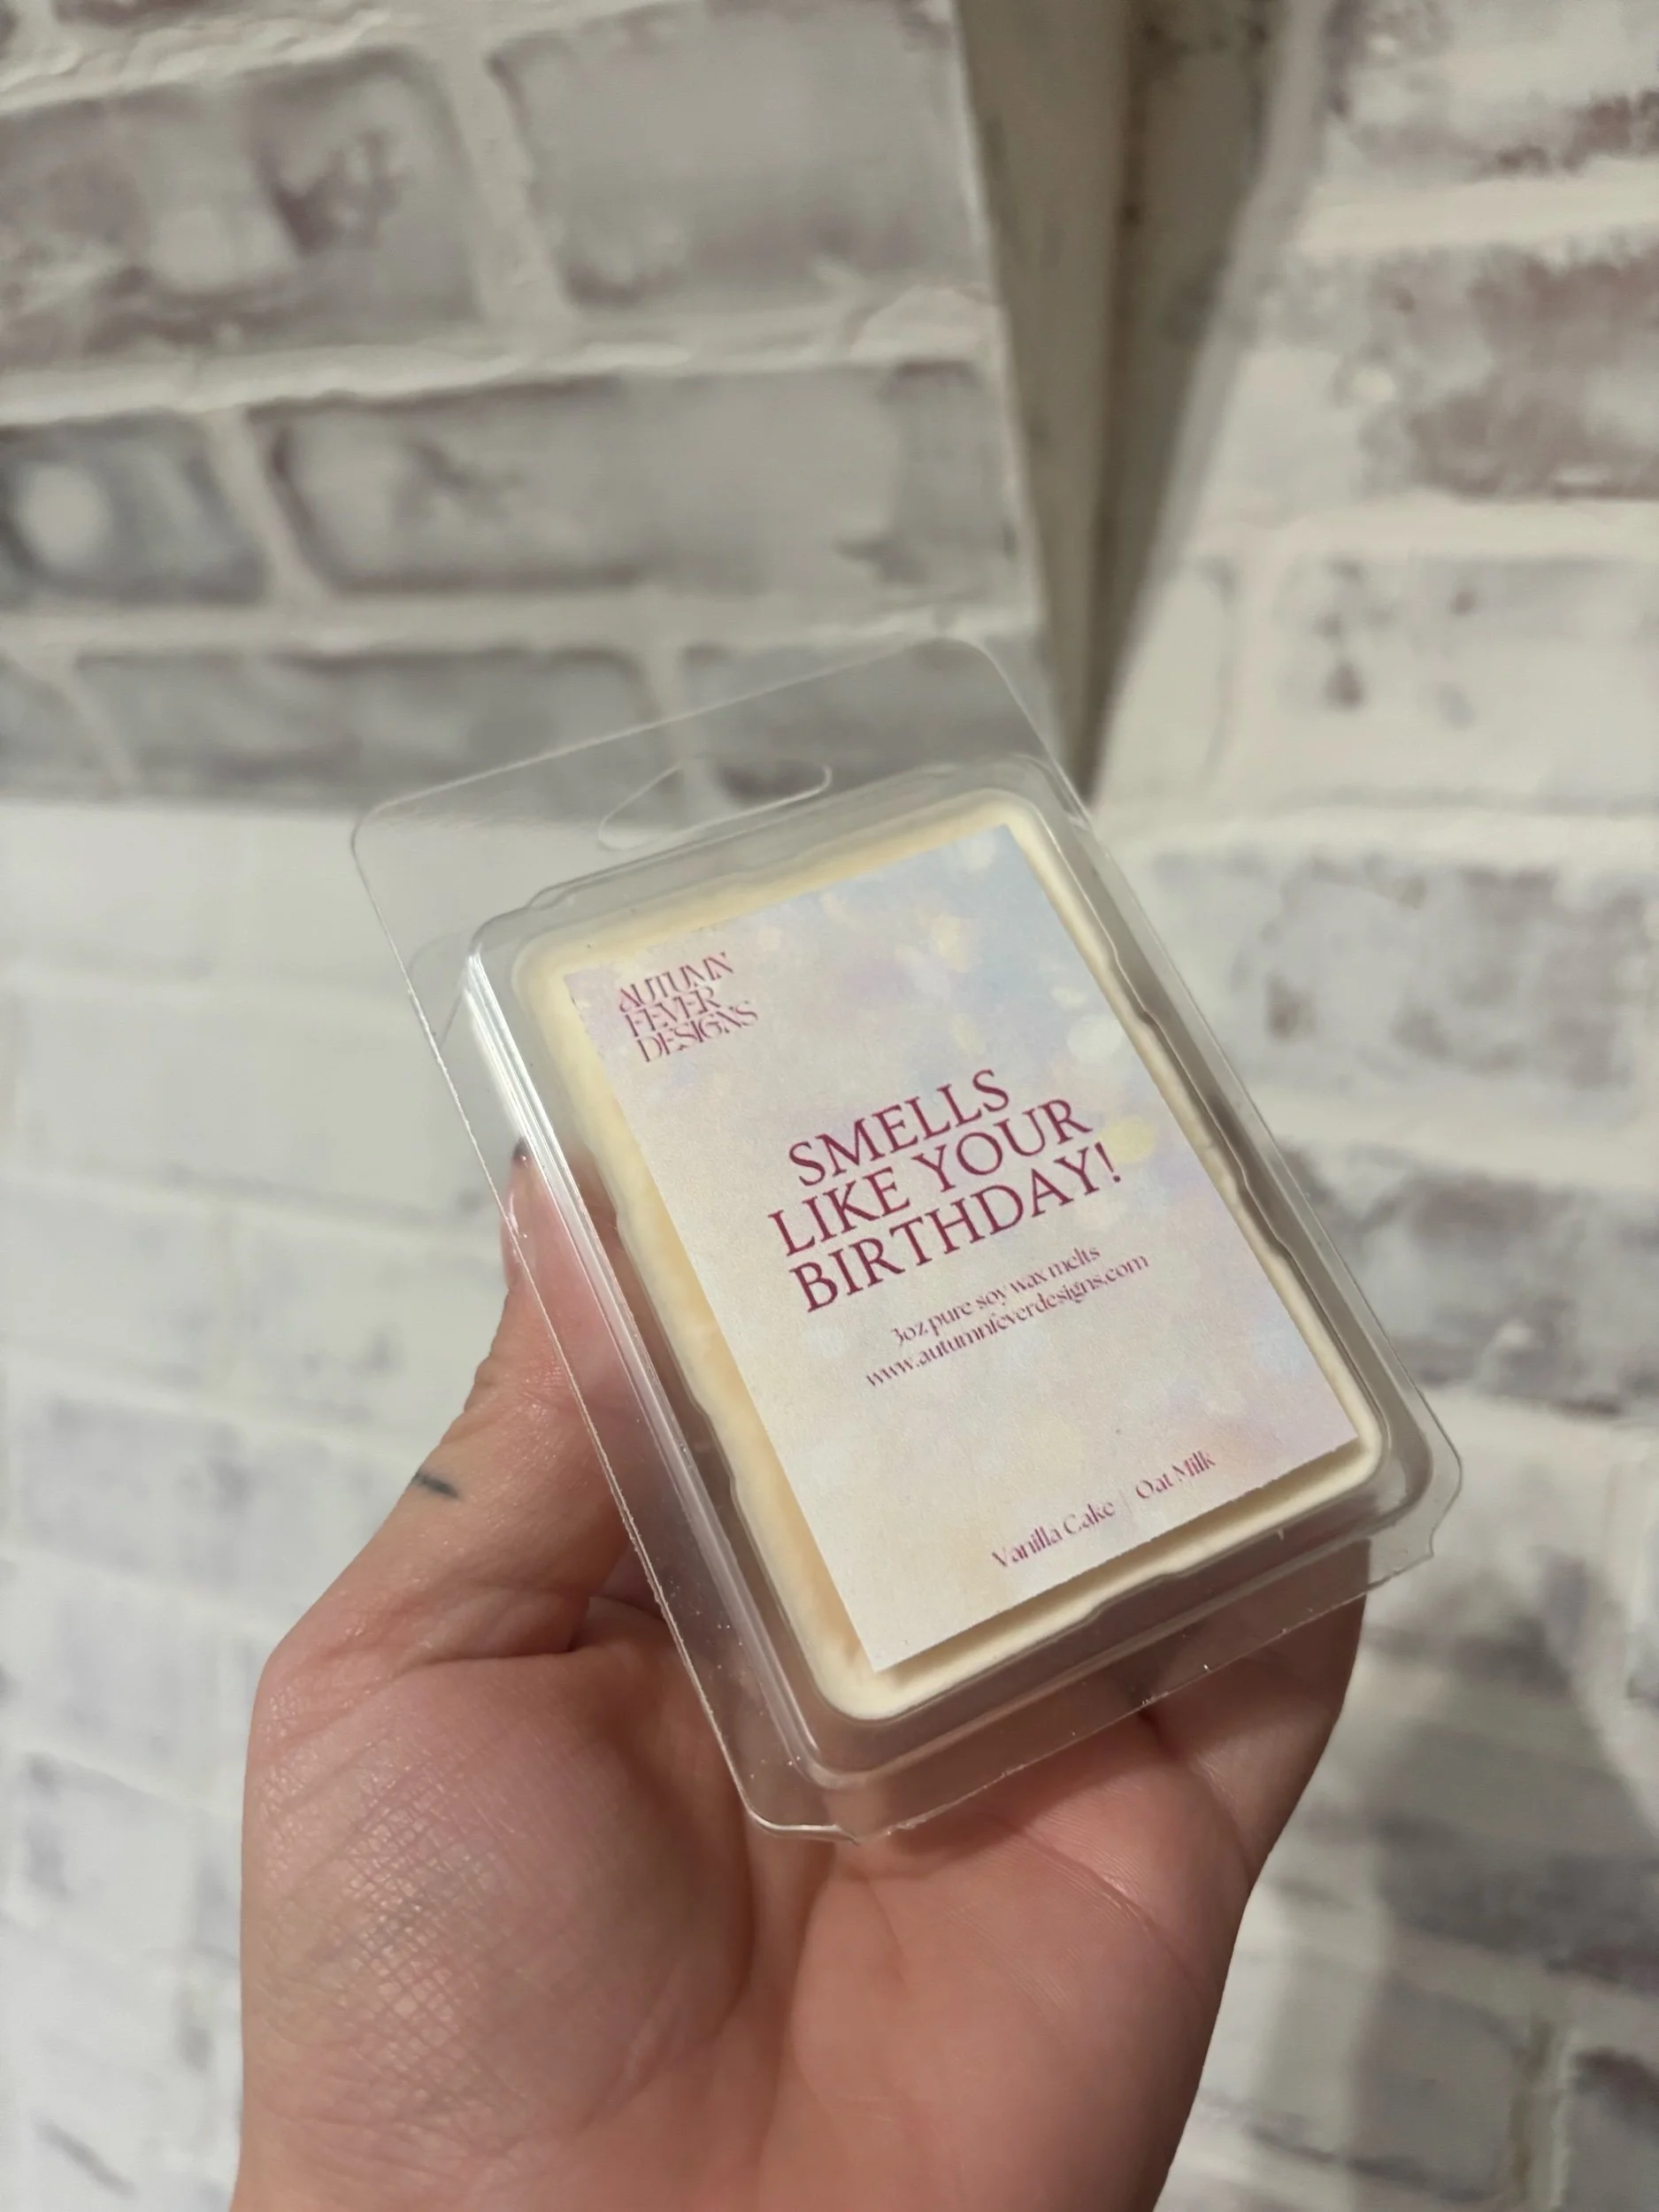 AUTUMN
FEVER
DESIGNS
SMELLS
LIKE YOUR
BIRTHDAY!
3oz pure soy wax melts
www.autumnfeverdesigns.com
Vanilla Cake | Oat Milk